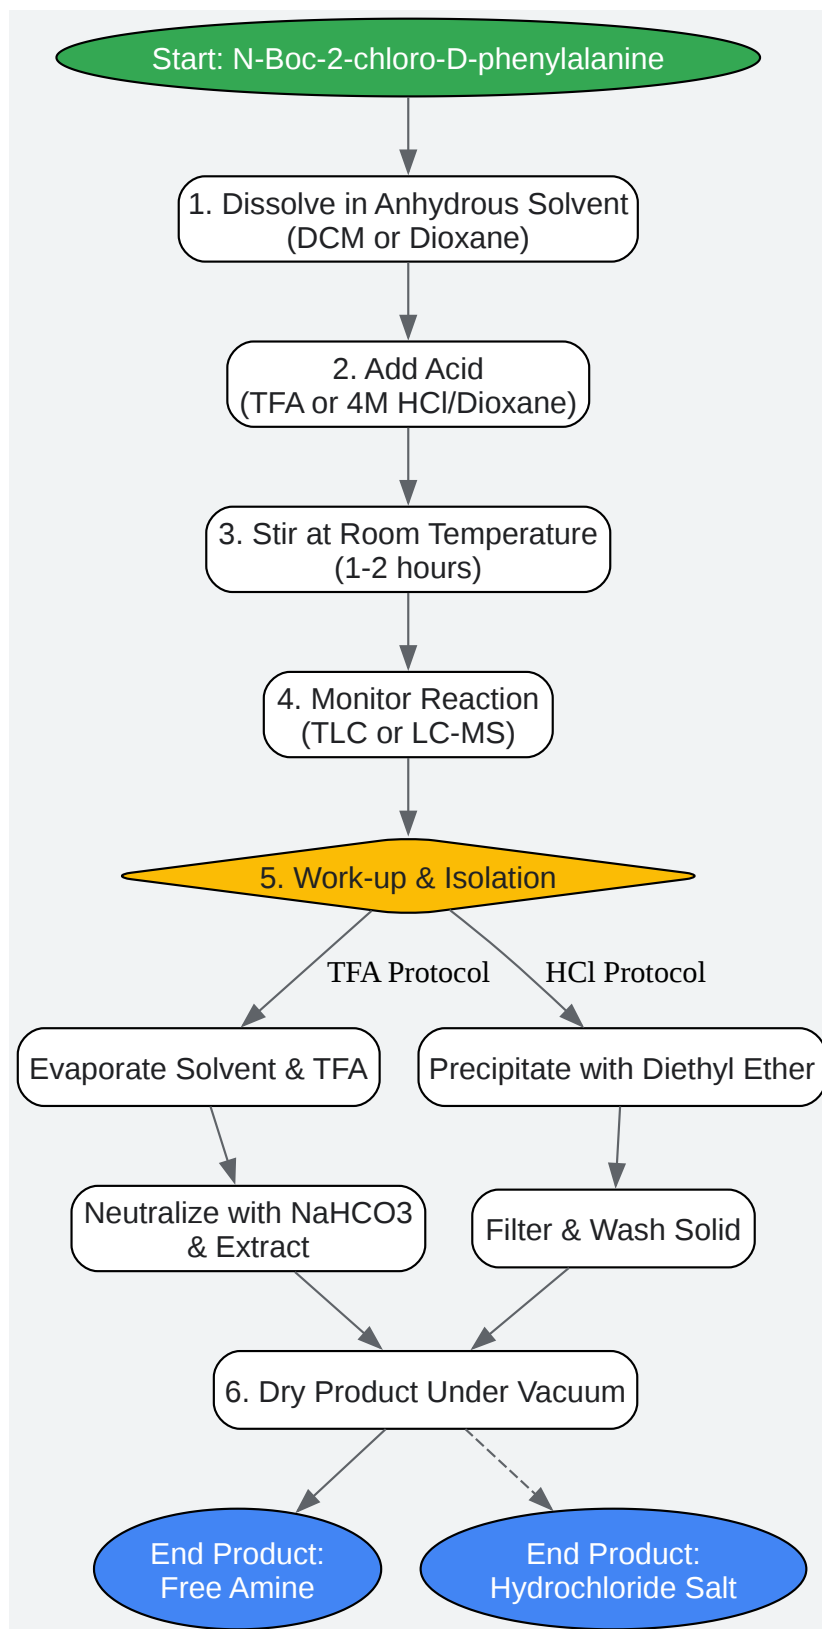 Start: N-Boc-2-chloro-D-phenylalanine
1. Dissolve in Anhydrous Solvent
(DCM or Dioxane)
2. Add Acid
(TFA or 4M HCl/Dioxane)
3. Stir at Room Temperature
(1-2 hours)
4. Monitor Reaction
(TLC or LC-MS)
5. Work-up & Isolation
TFA Protocol
HCl Protocol
Evaporate Solvent & TFA
Precipitate with Diethyl Ether
Neutralize with NaHCO3
& Extract
Filter & Wash Solid
6. Dry Product Under Vacuum
End Product:
Free Amine
End Product:
Hydrochloride Salt